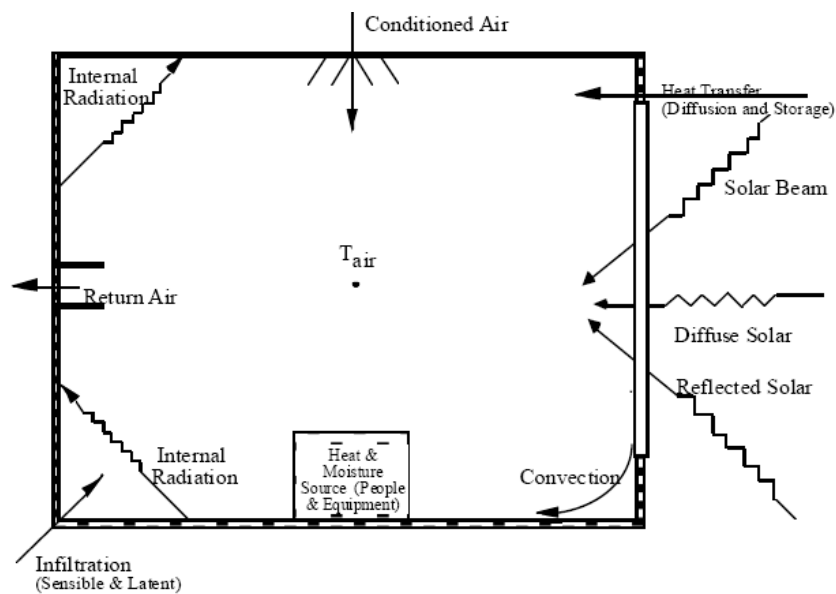 Conditioned Air
Internal
Radiation
Heat Transfer
(Diffusion and Storage)
Solar Beam
Tair
Return Air
Diffuse Solar
Reflected Solar
Internal
Radiation
Heat &
Moisture
Source (People
& Equipment)
Convection
Infiltration
(Sensible & Latent)